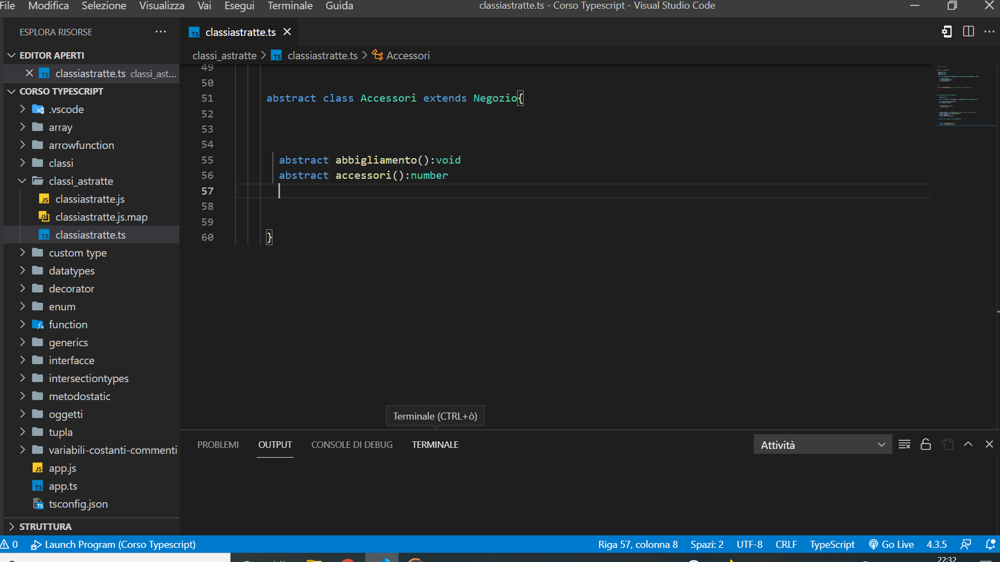 File Modifica Selezione Visualizza Vai Esegui Terminale Guida
classiastratte.ts - Corso Typescript - Visual Studio Code
ESPLORA RISORSE ···
EDITOR APERTI
classiastratte.ts classi_ast...
CORSO TYPESCRIPT
.vscode
array
arrowfunction
classi
classi_astratte
classiastratte.js
classiastratte.js.map
classiastratte.ts
custom type
datatypes
decorator
enum
function
generics
interfacce
intersectiontypes
metodostatic
oggetti
tupla
variabili-costanti-commenti
app.js
app.ts
tsconfig.json
STRUTTURA
classiastratte.ts
classi_astratte > classiastratte.ts > Accessori
49
50
51 abstract class Accessori extends Negozio{
52
53
54
55 abstract abbigliamento():void
56 abstract accessori():number
57
58
59
60 }
Terminale (CTRL+ò)
PROBLEMI OUTPUT CONSOLE DI DEBUG TERMINALE
Attività
0 Launch Program (Corso Typescript)
Riga 57, colonna 8 Spazi: 2 UTF-8 CRLF TypeScript Go Live 4.3.5
22:32